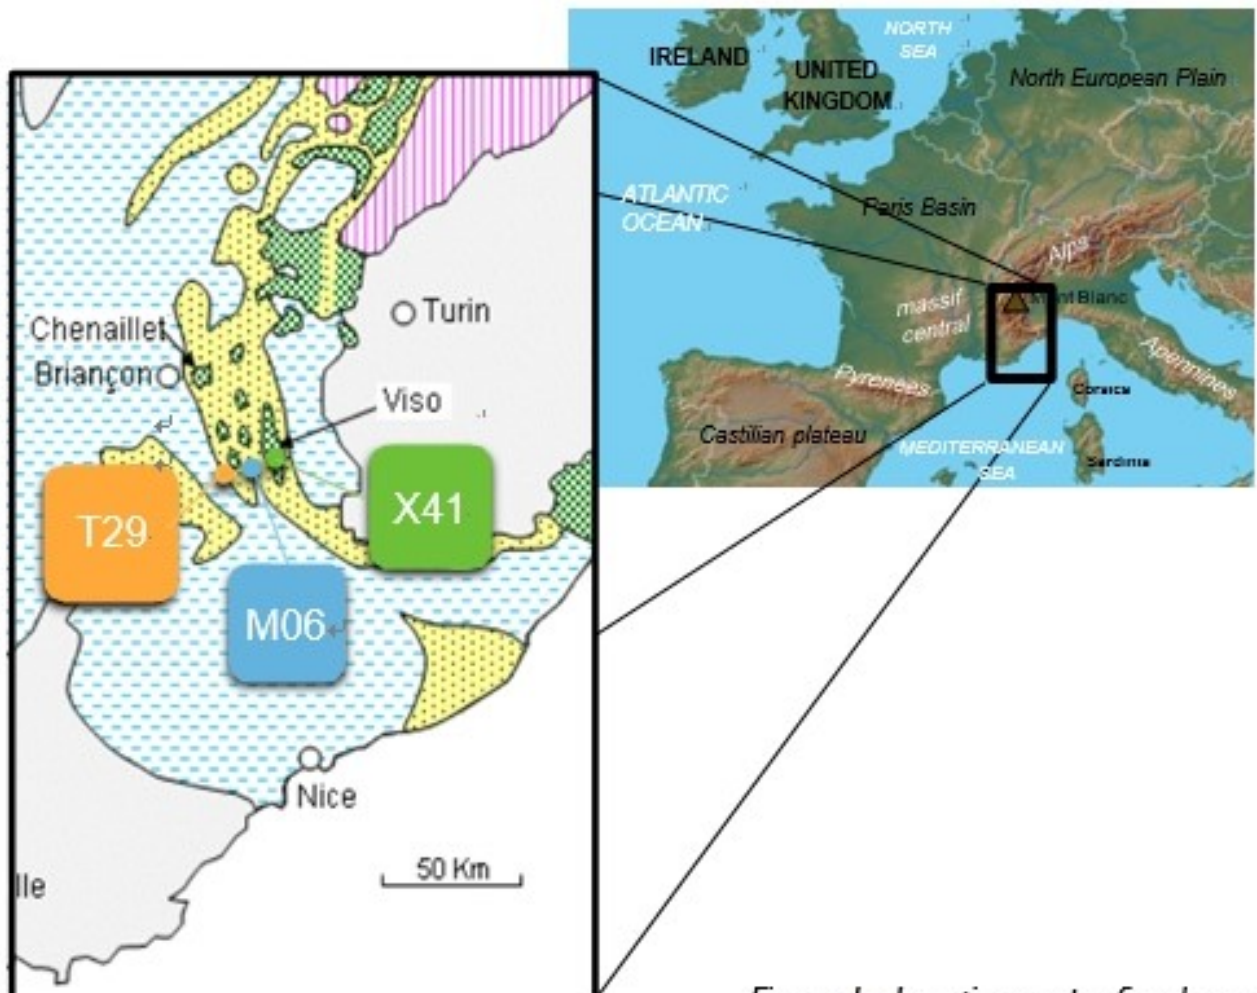 NORTH
SEA
IRELAND
UNITED
KINGDOM
North European Plain
ATLANTIC
OCEAN
Paris Basin
Alps
Mont Blanc
massif
central
Apennines
Pyrenees
Corsica
Castilian plateau
MEDITERRANEAN
SEA
Sardinia
Turin
Chenaillet
Briançon
Viso
X41
T29
M06
Nice
50 Km
lle